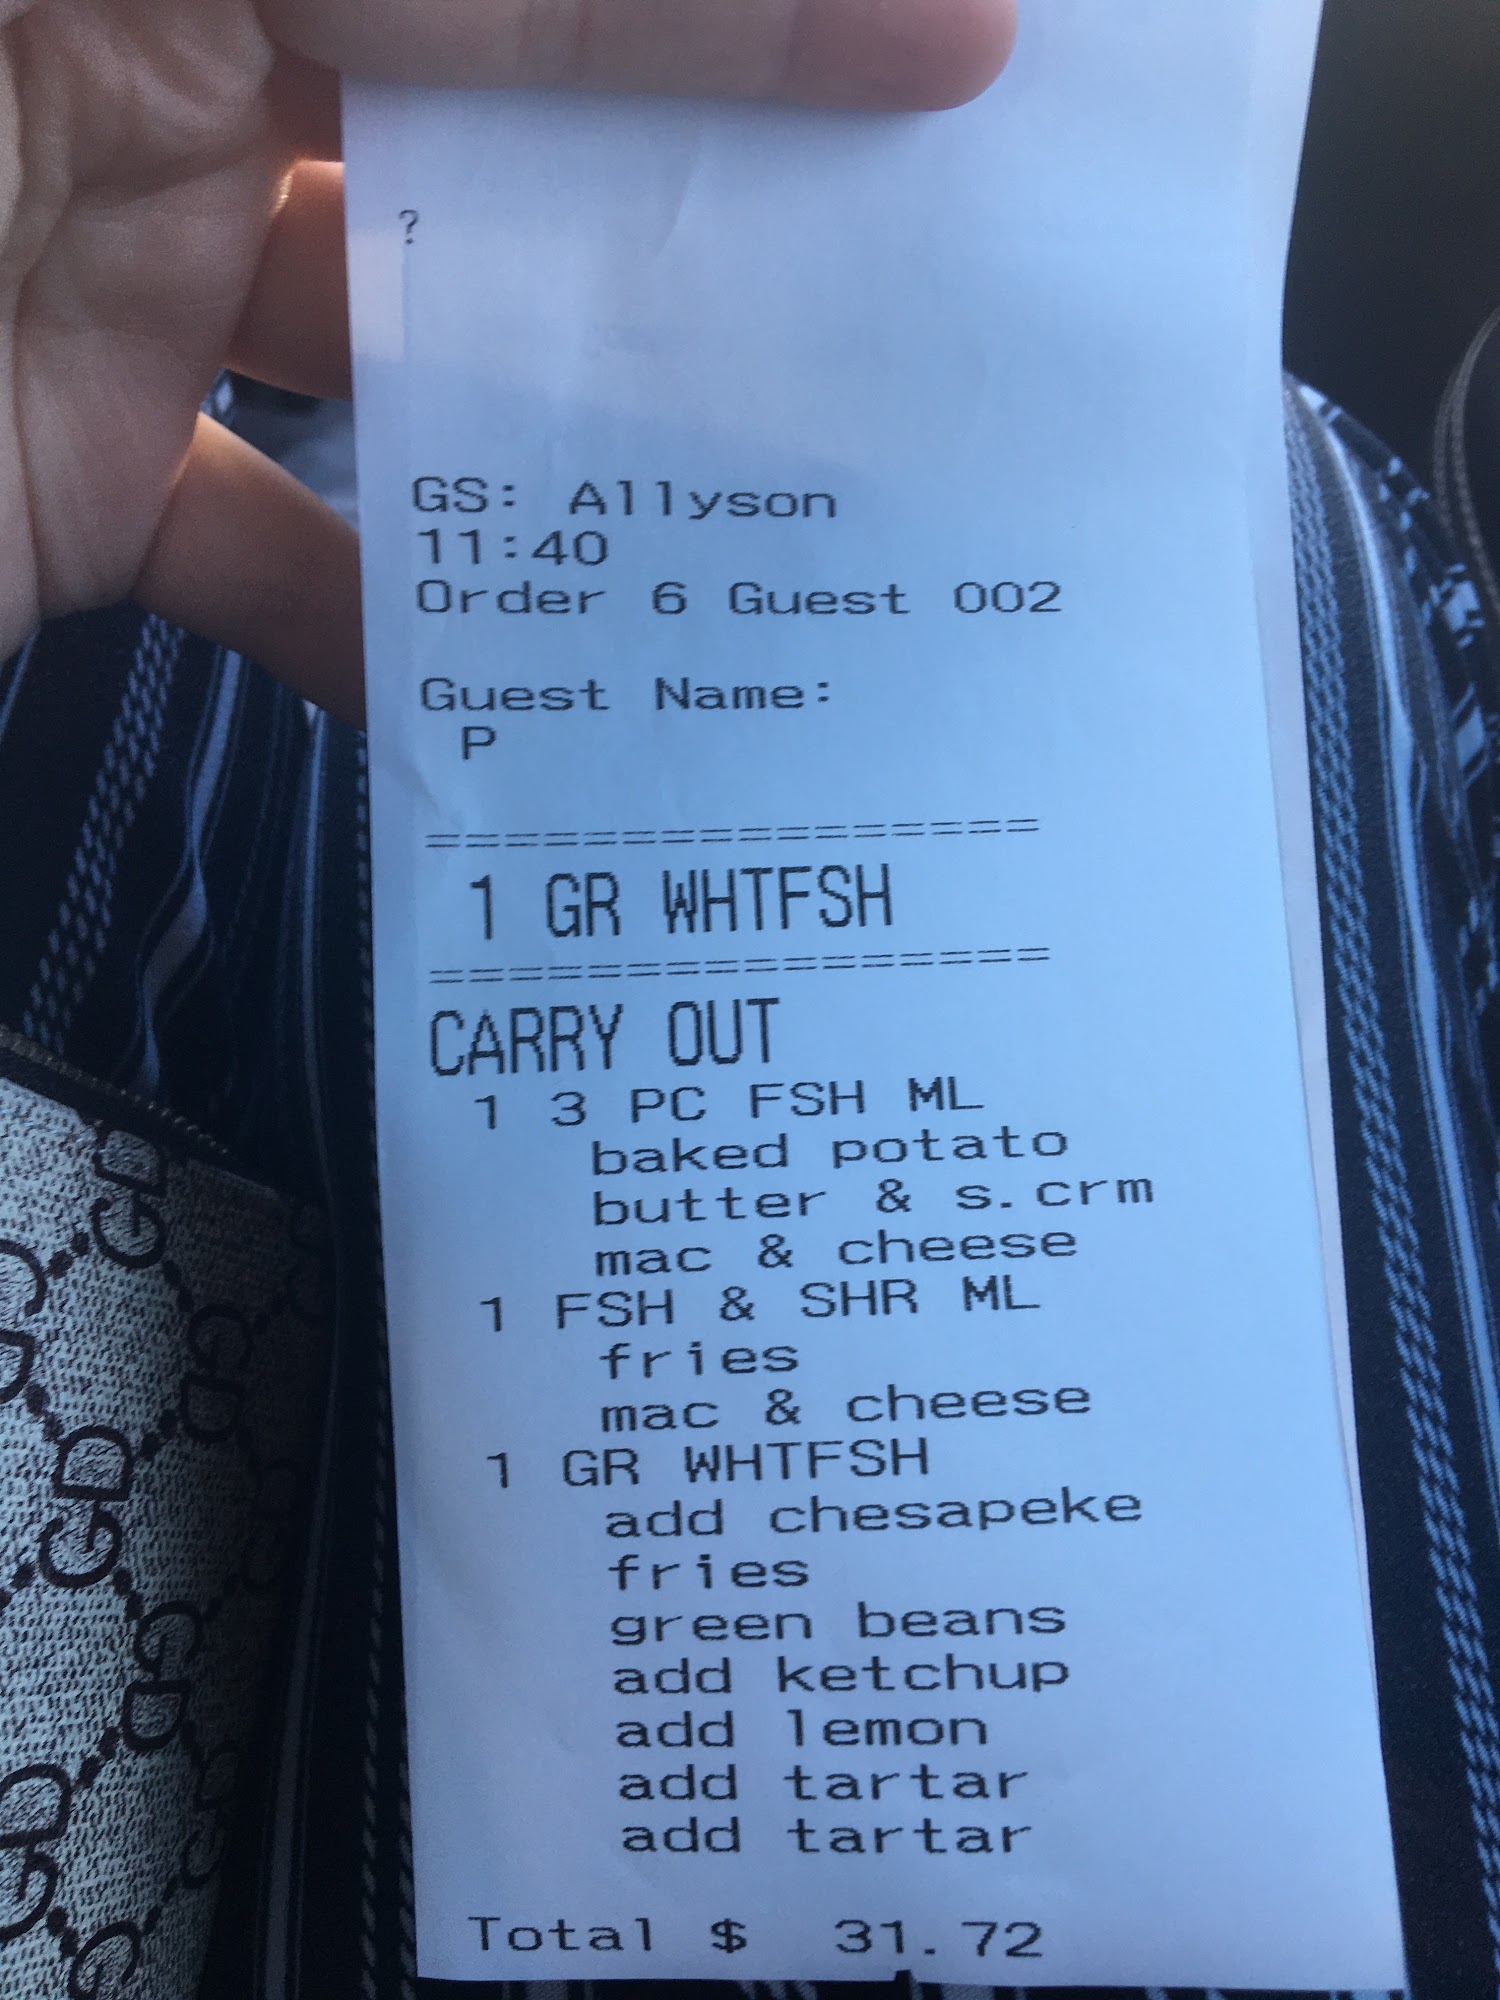 ?
GS: Allyson
11:40
Order 6 Guest 002
Guest Name:
P
=================
1 GR WHTFSH
=================
CARRY OUT
1 3 PC FSH ML
baked potato
butter & s.crm
mac & cheese
1 FSH & SHR ML
fries
mac & cheese
1 GR WHTFSH
add chesapeke
fries
green beans
add ketchup
add lemon
add tartar
add tartar
Total $ 31.72